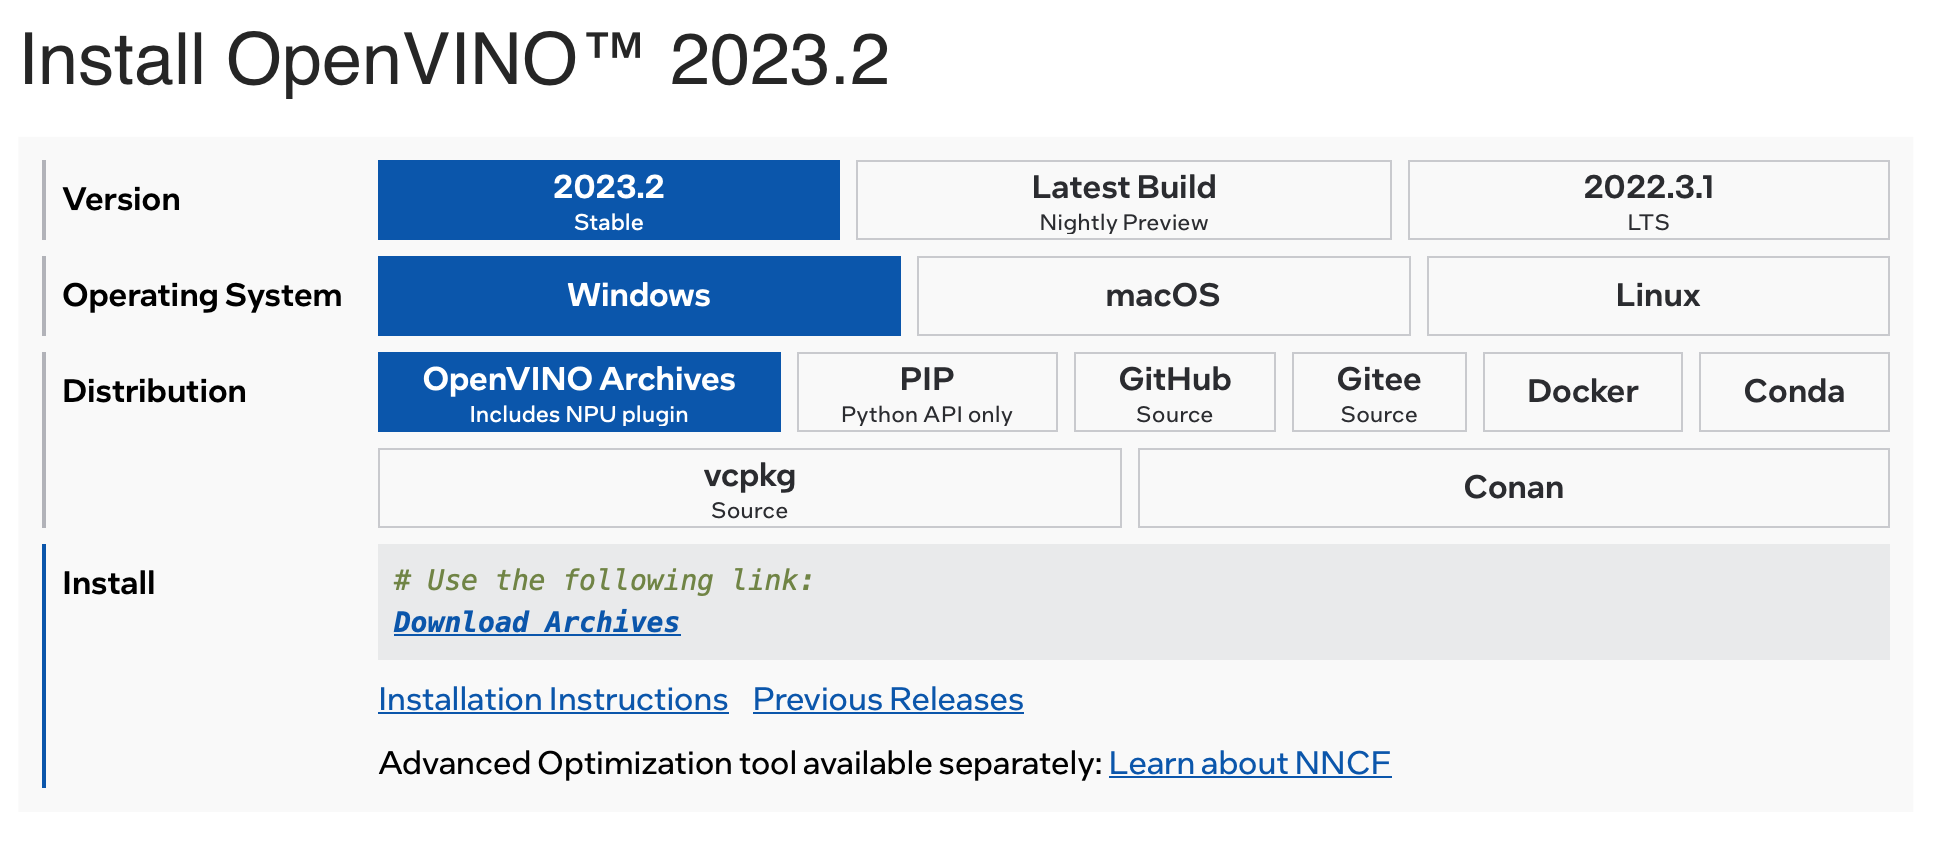 Install OpenVINO™ 2023.2
Version
2023.2
Stable
Latest Build
Nightly Preview
2022.3.1
LTS
Operating System
Windows
macOS
Linux
Distribution
OpenVINO Archives
Includes NPU plugin
PIP
Python API only
GitHub
Source
Gitee
Source
Docker
Conda
vcpkg
Source
Conan
Install
# Use the following link:
Download Archives
Installation Instructions Previous Releases
Advanced Optimization tool available separately: Learn about NNCF